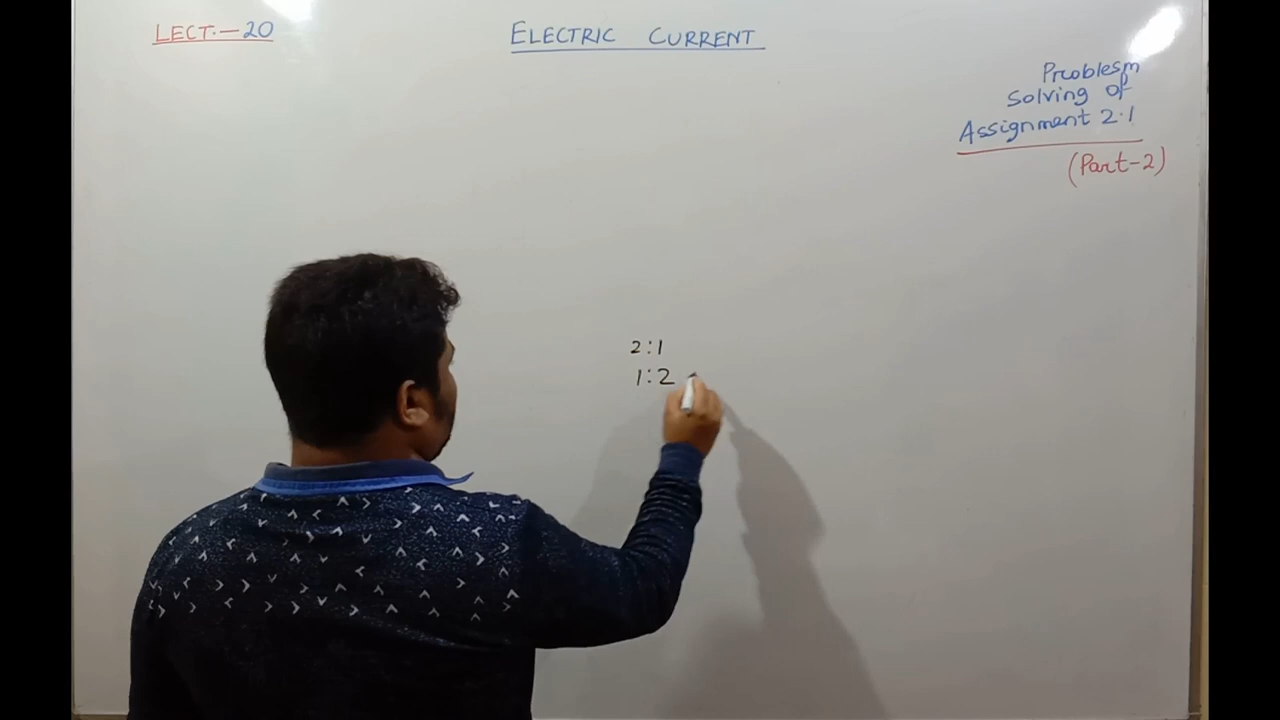 LECT.—20
ELECTRIC CURRENT
Problesm
Solving of
Assignment 2.1
(Part-2)
2:1
1:2